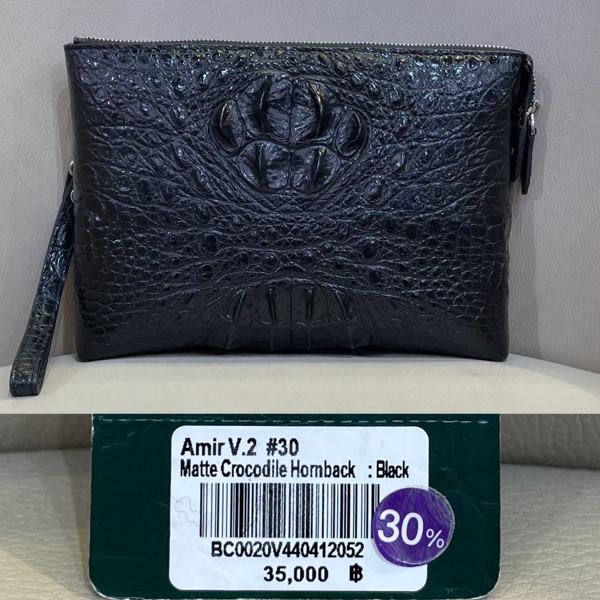 Amir V.2 #30
Matte Crocodile Hornback : Black
BC0020V440412052
30%
35,000 ฿